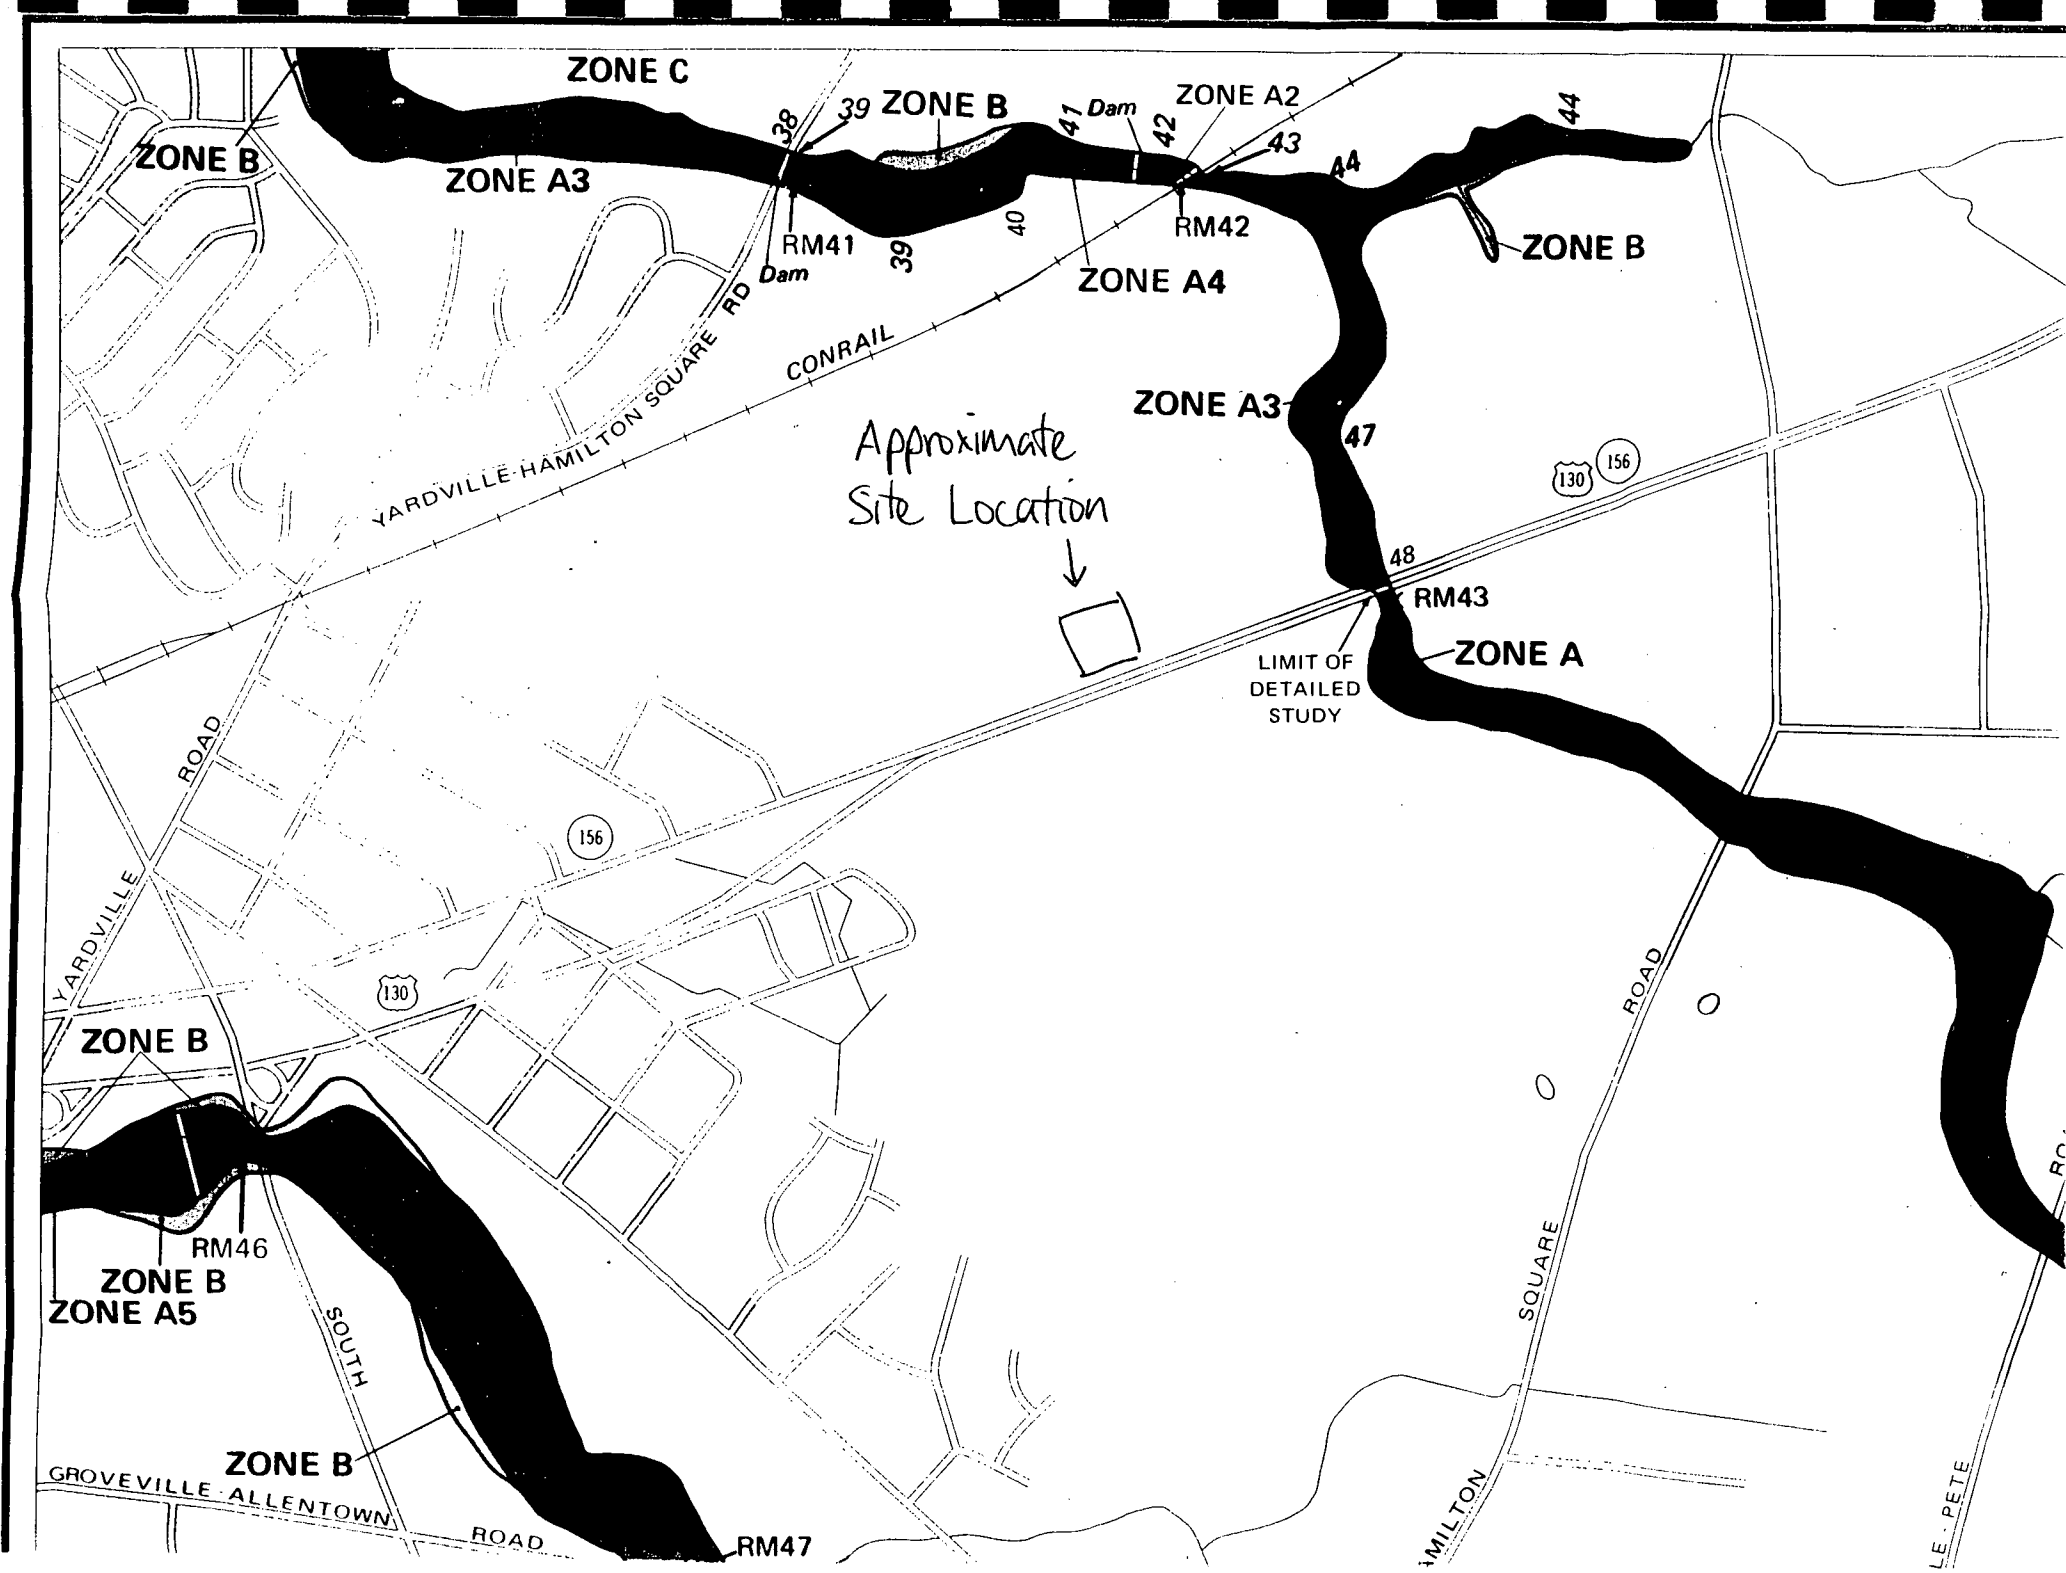 ZONE C
39
ZONE B
41
Dam
42
ZONE A2
44
38
43
ZONE B
ZONE A3
44
RM41
39
40
RM42
ZONE B
Dam
ZONE A4
YARDVILLE-HAMILTON SQUARE RD
CONRAIL
ZONE A3
47
Approximate
Site Location
130
156
48
RM43
ZONE A
LIMIT OF
DETAILED
STUDY
YARDVILLE ROAD
156
130
ZONE B
RM46
ZONE B
ZONE A5
SOUTH
ZONE B
GROVEVILLE-ALLENTOWN ROAD
RM47
AMILTON SQUARE ROAD
LE-PETE RO